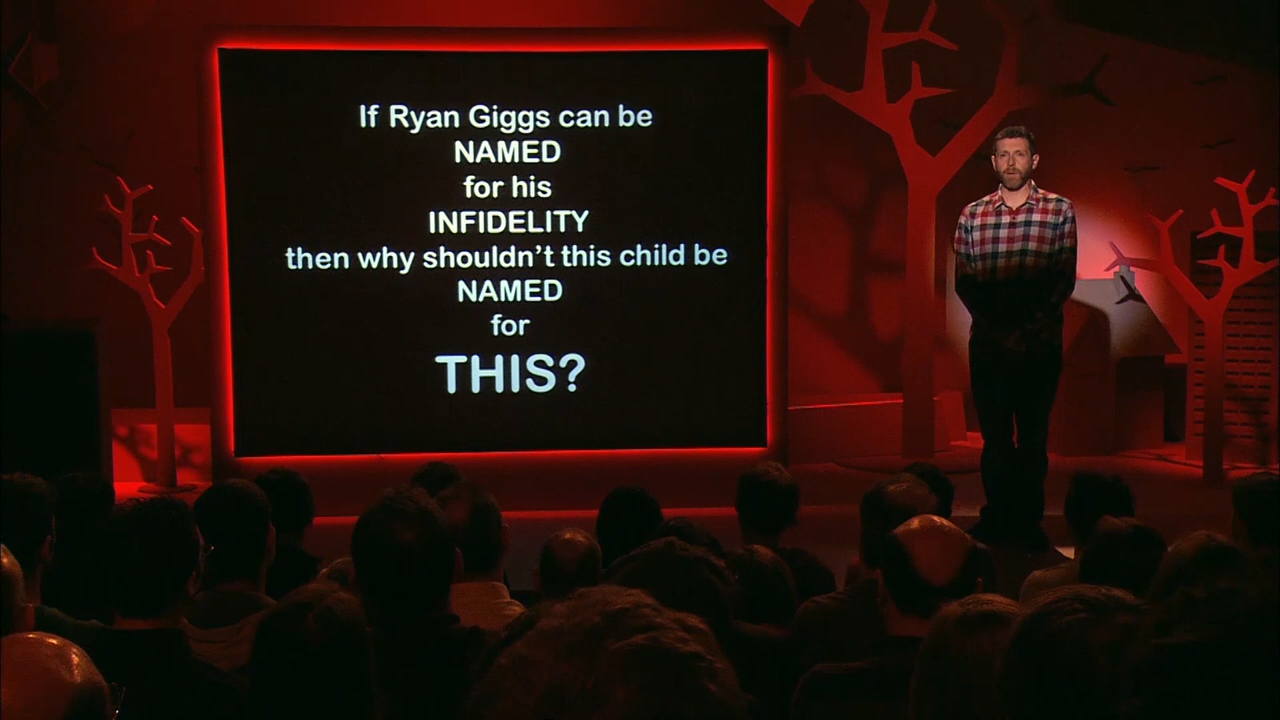 If Ryan Giggs can be
NAMED
for his
INFIDELITY
then why shouldn't this child be
NAMED
for
THIS?